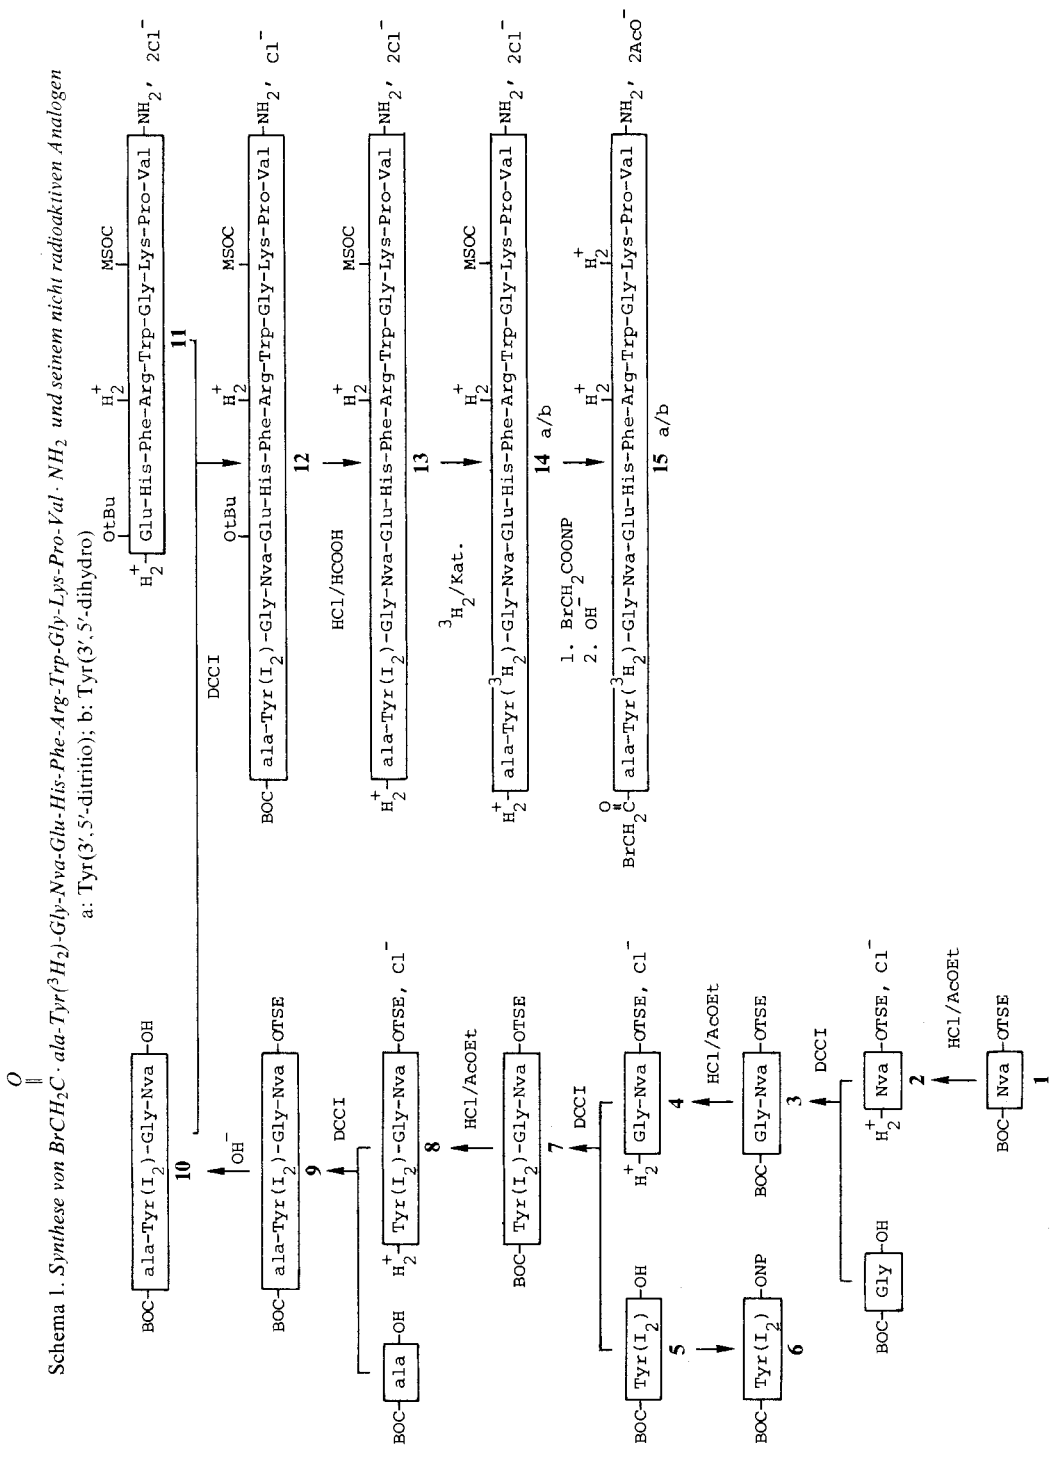 O
||
Schema 1. Synthese von BrCH2C · ala-Tyr(3H2)-Gly-Nva-Glu-His-Phe-Arg-Trp-Gly-Lys-Pro-Val · NH2 und seinem nicht radioaktiven Analogen
a: Tyr(3',5'-ditritio); b: Tyr(3',5'-dihydro)
BOC-ala-Tyr(I2)-Gly-Nva-OH
10
OH-
BOC-ala-Tyr(I2)-Gly-Nva-OTSE
9
DCCI
BOC-ala-OH
H2+-Tyr(I2)-Gly-Nva-OTSE, Cl-
8
HCl/AcOEt
BOC-Tyr(I2)-Gly-Nva-OTSE
7
DCCI
BOC-Tyr(I2)-OH
5
H2+-Gly-Nva-OTSE, Cl-
4
HCl/AcOEt
BOC-Tyr(I2)-ONP
6
BOC-Gly-Nva-OTSE
3
DCCI
BOC-Gly-OH
H2+-Nva-OTSE, Cl-
2
HCl/AcOEt
BOC-Nva-OTSE
1
OtBu H2+ MSOC
H2+-Glu-His-Phe-Arg-Trp-Gly-Lys-Pro-Val-NH2, 2Cl-
11
DCCI
OtBu H2+ MSOC
BOC-ala-Tyr(I2)-Gly-Nva-Glu-His-Phe-Arg-Trp-Gly-Lys-Pro-Val-NH2, Cl-
12
HCl/HCOOH
H2+ MSOC
H2+-ala-Tyr(I2)-Gly-Nva-Glu-His-Phe-Arg-Trp-Gly-Lys-Pro-Val-NH2, 2Cl-
13
3H2/Kat.
H2+ MSOC
H2+-ala-Tyr(3H2)-Gly-Nva-Glu-His-Phe-Arg-Trp-Gly-Lys-Pro-Val-NH2, 2Cl-
14 a/b
1. BrCH2COONP
2. OH-
H2+ H2+
O
BrCH2C-ala-Tyr(3H2)-Gly-Nva-Glu-His-Phe-Arg-Trp-Gly-Lys-Pro-Val-NH2, 2AcO-
15 a/b